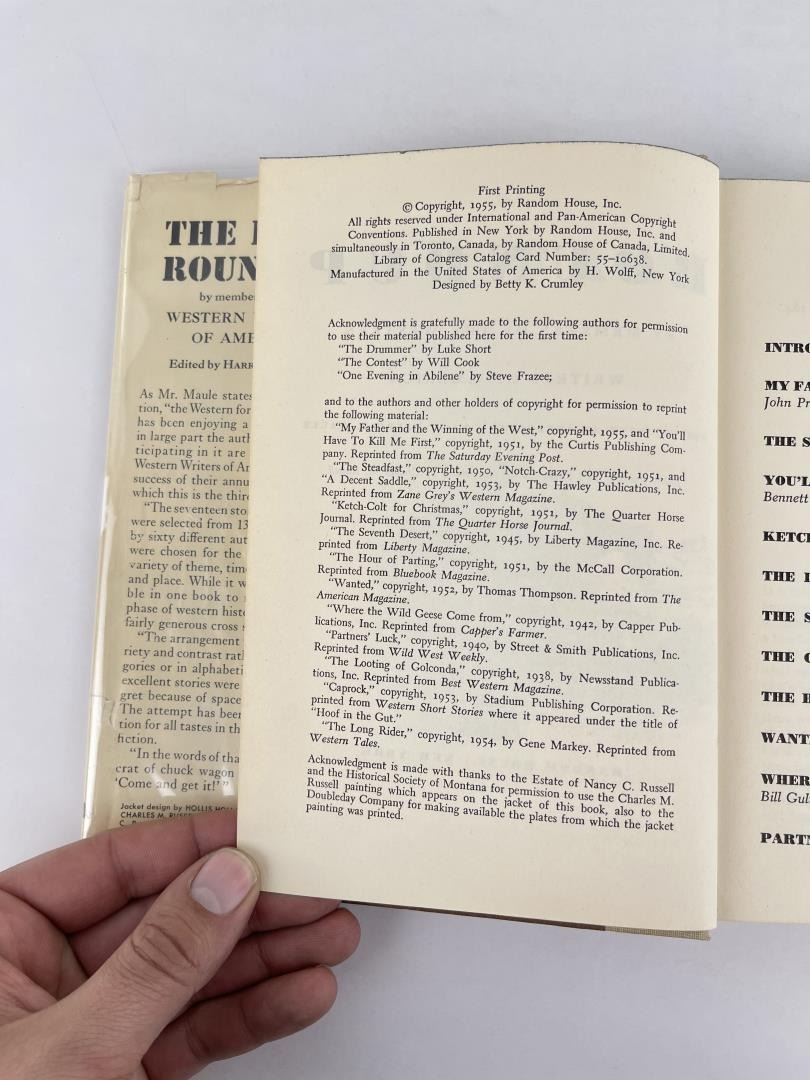 THE
ROUN
by membe
WESTERN
OF AME
Edited by HARR
As Mr. Maule states
tion, "the Western for
has been enjoying a
in large part the auth
ticipating in it are
Western Writers of Am
success of their annu
which this is the thir
"The seventeen sto
were selected from 13
by sixty different aut
were chosen for the
variety of theme, time
and place. While it w
ble in one book to
phase of western histo
fairly generous cross s
"The arrangement
riety and contrast rath
gories or in alphabeti
excellent stories were
gret because of space
The attempt has been
tion for all tastes in th
fiction.
"In the words of tha
crat of chuck wagon
'Come and get it!' "
Jacket design by HOLLIS HOL
CHARLES M. RUSS
First Printing
© Copyright, 1955, by Random House, Inc.
All rights reserved under International and Pan-American Copyright
Conventions. Published in New York by Random House, Inc. and
simultaneously in Toronto, Canada, by Random House of Canada, Limited.
Library of Congress Catalog Card Number: 55-10638.
Manufactured in the United States of America by H. Wolff, New York
Designed by Betty K. Crumley
Acknowledgment is gratefully made to the following authors for permission
to use their material published here for the first time:
"The Drummer" by Luke Short
"The Contest" by Will Cook
"One Evening in Abilene" by Steve Frazee;
and to the authors and other holders of copyright for permission to reprint
the following material:
"My Father and the Winning of the West," copyright, 1955, and "You'll
Have To Kill Me First," copyright, 1951, by the Curtis Publishing Com-
pany. Reprinted from The Saturday Evening Post.
"The Steadfast," copyright, 1950, "Notch-Crazy," copyright, 1951, and
"A Decent Saddle," copyright, 1953, by The Hawley Publications, Inc.
Reprinted from Zane Grey's Western Magazine.
"Ketch-Colt for Christmas," copyright, 1951, by The Quarter Horse
Journal. Reprinted from The Quarter Horse Journal.
"The Seventh Desert," copyright, 1945, by Liberty Magazine, Inc. Re-
printed from Liberty Magazine.
"The Hour of Parting," copyright, 1951, by the McCall Corporation.
Reprinted from Bluebook Magazine.
"Wanted," copyright, 1952, by Thomas Thompson. Reprinted from The
American Magazine.
"Where the Wild Geese Come from," copyright, 1942, by Capper Pub-
lications, Inc. Reprinted from Capper's Farmer.
"Partners' Luck," copyright, 1940, by Street & Smith Publications, Inc.
Reprinted from Wild West Weekly.
"The Looting of Golconda," copyright, 1938, by Newsstand Publica-
tions, Inc. Reprinted from Best Western Magazine.
"Caprock," copyright, 1953, by Stadium Publishing Corporation. Re-
printed from Western Short Stories where it appeared under the title of
"Hoof in the Gut."
"The Long Rider," copyright, 1954, by Gene Markey. Reprinted from
Western Tales.
Acknowledgment is made with thanks to the Estate of Nancy C. Russell
and the Historical Society of Montana for permission to use the Charles M.
Russell painting which appears on the jacket of this book, also to the
Doubleday Company for making available the plates from which the jacket
painting was printed.
INTRO
MY FA
John Pr
THE S
YOU'L
Bennett
KETC
THE
THE S
THE
THE
WANT
WHER
Bill Gul
PARTN